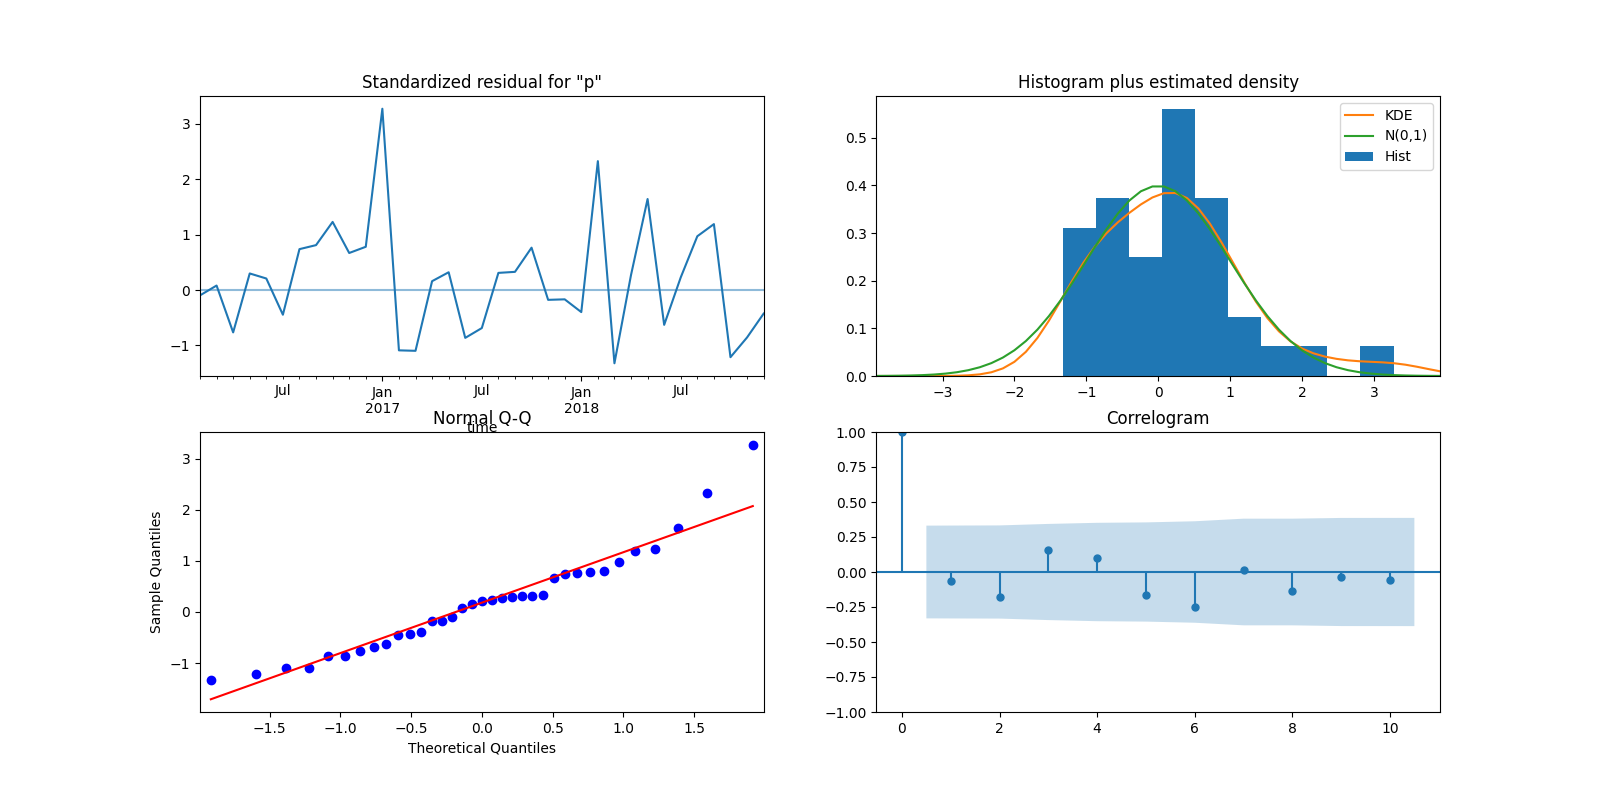 Standardized residual for "p"
3
2
1
0
−1
Jul
Jan
2017
Jul
Jan
2018
Jul
time
Histogram plus estimated density
KDE
N(0,1)
Hist
0.5
0.4
0.3
0.2
0.1
0.0
−3 −2 −1 0 1 2 3
Normal Q-Q
Sample Quantiles
3
2
1
0
−1
−1.5 −1.0 −0.5 0.0 0.5 1.0 1.5
Theoretical Quantiles
Correlogram
1.00
0.75
0.50
0.25
0.00
−0.25
−0.50
−0.75
−1.00
0 2 4 6 8 10